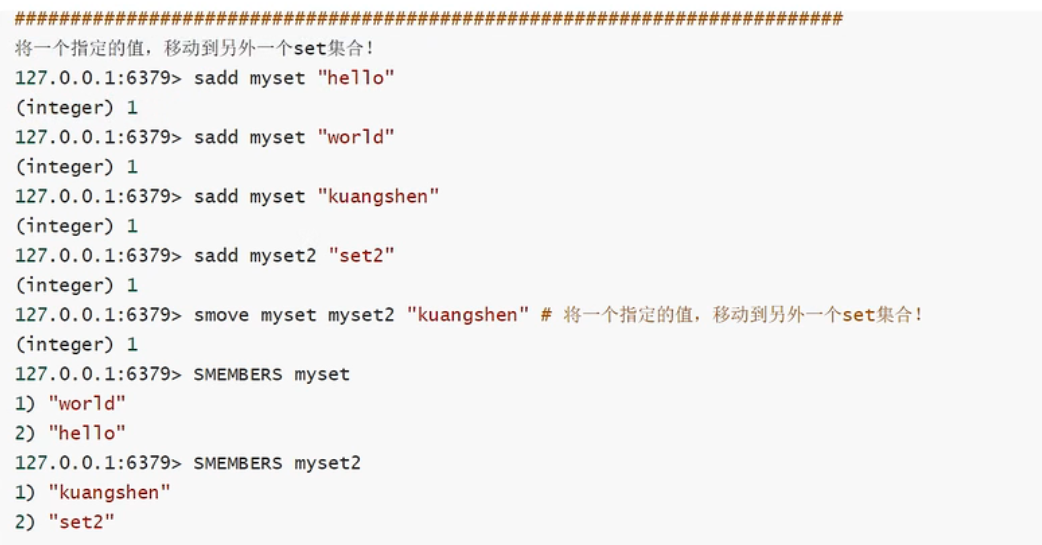 ##########################################################################
将一个指定的值，移动到另外一个set集合！
127.0.0.1:6379> sadd myset "hello"
(integer) 1
127.0.0.1:6379> sadd myset "world"
(integer) 1
127.0.0.1:6379> sadd myset "kuangshen"
(integer) 1
127.0.0.1:6379> sadd myset2 "set2"
(integer) 1
127.0.0.1:6379> smove myset myset2 "kuangshen" # 将一个指定的值，移动到另外一个set集合！
(integer) 1
127.0.0.1:6379> SMEMBERS myset
1) "world"
2) "hello"
127.0.0.1:6379> SMEMBERS myset2
1) "kuangshen"
2) "set2"